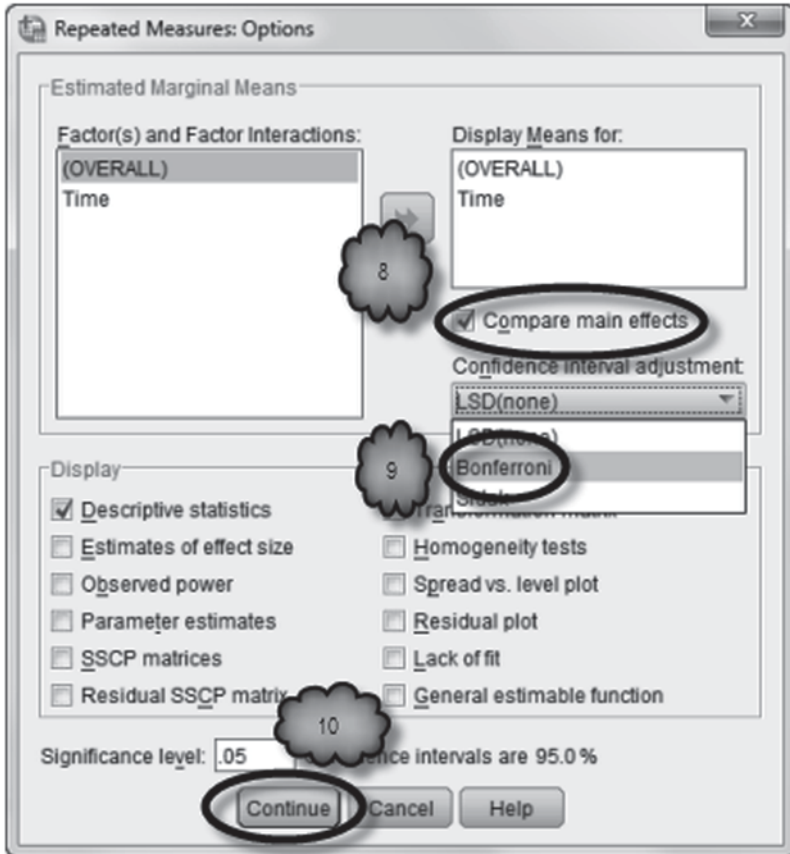 Repeated Measures: Options
Estimated Marginal Means
Factor(s) and Factor Interactions:
(OVERALL)
Time
Display Means for:
(OVERALL)
Time
8
Compare main effects
Confidence interval adjustment:
LSD(none)
LSD(none)
Bonferroni
9
Display
Descriptive statistics
Estimates of effect size
Observed power
Parameter estimates
SSCP matrices
Residual SSCP matrix
Homogeneity tests
Spread vs. level plot
Residual plot
Lack of fit
General estimable function
10
Significance level: .05 intervals are 95.0 %
Continue Cancel Help